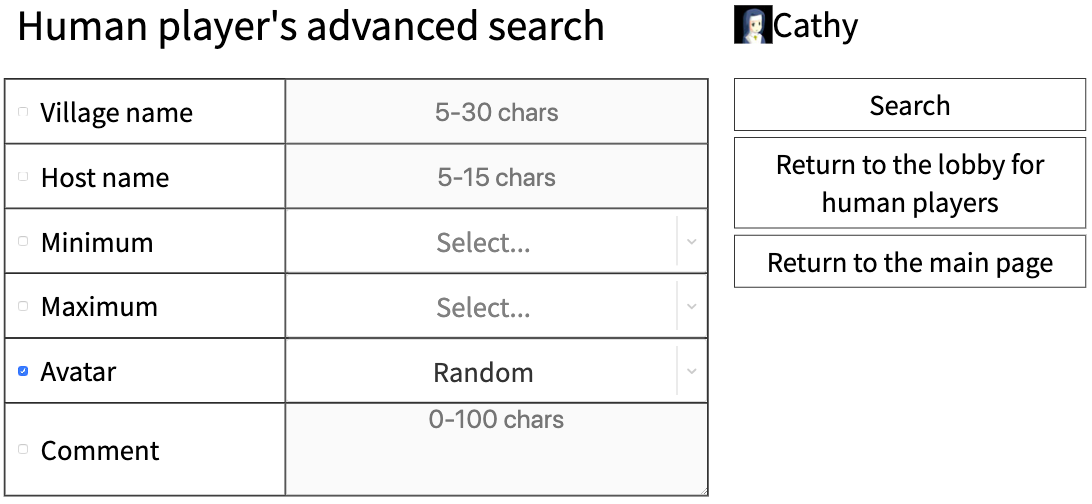 Human player's advanced search
Cathy
Village name
5-30 chars
Host name
5-15 chars
Minimum
Select...
Maximum
Select...
Avatar
Random
Comment
0-100 chars
Search
Return to the lobby for
human players
Return to the main page